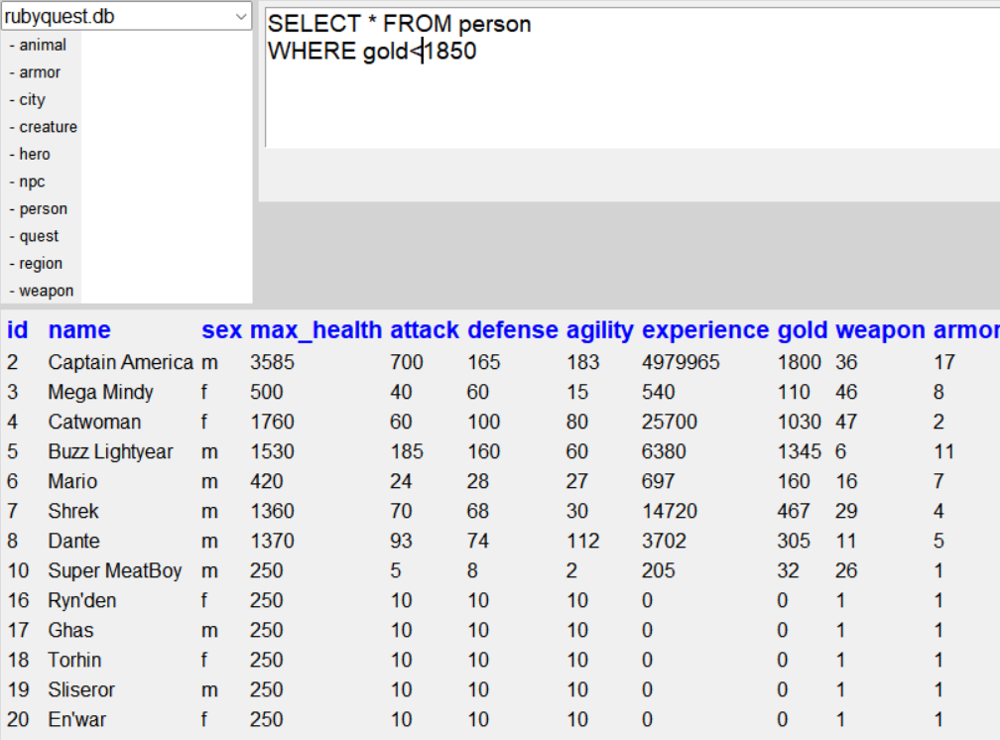 rubyquest.db
- animal
- armor
- city
- creature
- hero
- npc
- person
- quest
- region
- weapon
SELECT * FROM person
WHERE gold<1850
id name sex max_health attack defense agility experience gold weapon armor
2 Captain America m 3585 700 165 183 4979965 1800 36 17
3 Mega Mindy f 500 40 60 15 540 110 46 8
4 Catwoman f 1760 60 100 80 25700 1030 47 2
5 Buzz Lightyear m 1530 185 160 60 6380 1345 6 11
6 Mario m 420 24 28 27 697 160 16 7
7 Shrek m 1360 70 68 30 14720 467 29 4
8 Dante m 1370 93 74 112 3702 305 11 5
10 Super MeatBoy m 250 5 8 2 205 32 26 1
16 Ryn'den f 250 10 10 10 0 0 1 1
17 Ghas m 250 10 10 10 0 0 1 1
18 Torhin f 250 10 10 10 0 0 1 1
19 Sliseror m 250 10 10 10 0 0 1 1
20 En'war f 250 10 10 10 0 0 1 1